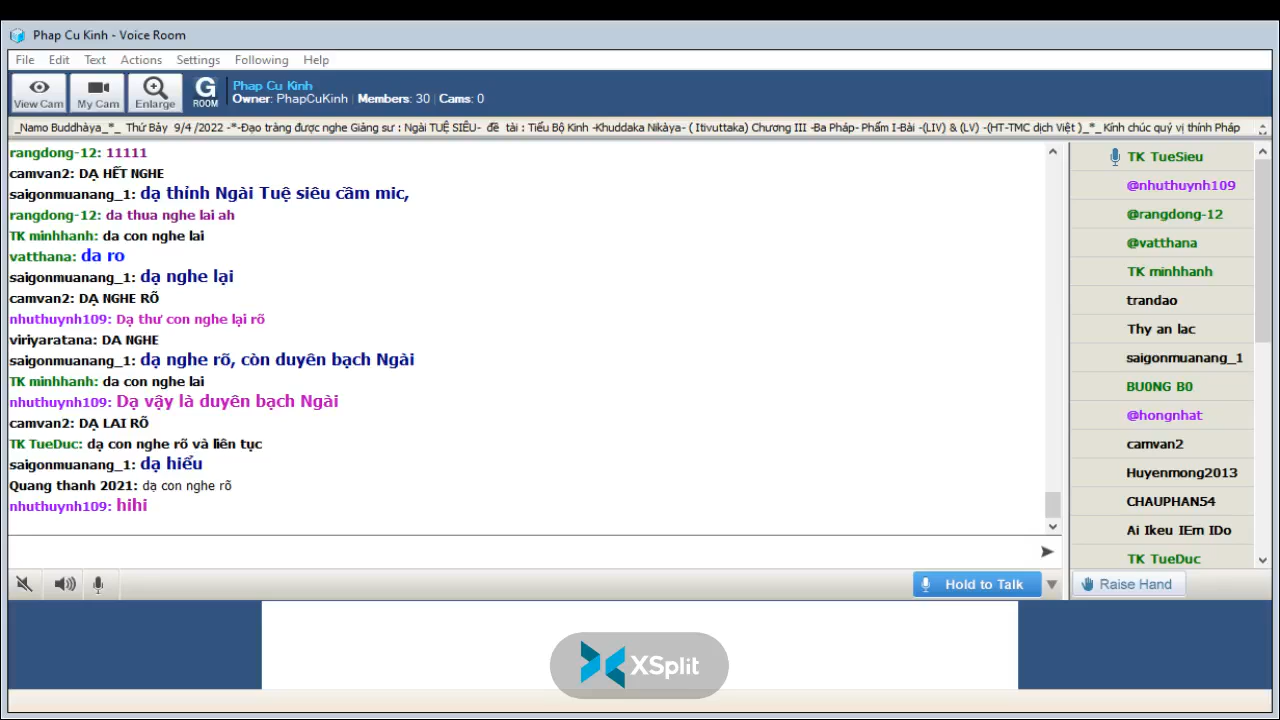 Phap Cu Kinh - Voice Room
File Edit Text Actions Settings Following Help
View Cam My Cam Enlarge G ROOM
Phap Cu Kinh
Owner: PhapCuKinh Members: 30 Cams: 0
_Namo Buddhàya_*_ Thứ Bảy 9/4 /2022 -*-Đạo tràng được nghe Giảng sư : Ngài TUỆ SIÊU- đề tài : Tiểu Bộ Kinh -Khuddaka Nikàya- ( Itivuttaka) Chương III -Ba Pháp- Phẩm I-Bài -(LIV) & (LV) -(HT-TMC dịch Việt )_*_ Kính chúc quý vị thính Pháp
rangdong-12: 11111
camvan2: DẠ HẾT NGHE
saigonmuanang_1: dạ thỉnh Ngài Tuệ siêu cầm mic,
rangdong-12: da thua nghe lai ah
TK minhhanh: da con nghe lai
vatthana: da ro
saigonmuanang_1: dạ nghe lại
camvan2: DẠ NGHE RÕ
nhuthuynh109: Dạ thư con nghe lại rõ
viriyaratana: DA NGHE
saigonmuanang_1: dạ nghe rõ, còn duyên bạch Ngài
TK minhhanh: da con nghe lai
nhuthuynh109: Dạ vậy là duyên bạch Ngài
camvan2: DẠ LAI RÕ
TK TueDuc: dạ con nghe rõ và liên tục
saigonmuanang_1: dạ hiểu
Quang thanh 2021: dạ con nghe rõ
nhuthuynh109: hihi
TK TueSieu
@nhuthuynh109
@rangdong-12
@vatthana
TK minhhanh
trandao
Thy an lac
saigonmuanang_1
BU0NG B0
@hongnhat
camvan2
Huyenmong2013
CHAUPHAN54
Ai Ikeu IEm IDo
TK TueDuc
Hold to Talk
Raise Hand
XSplit